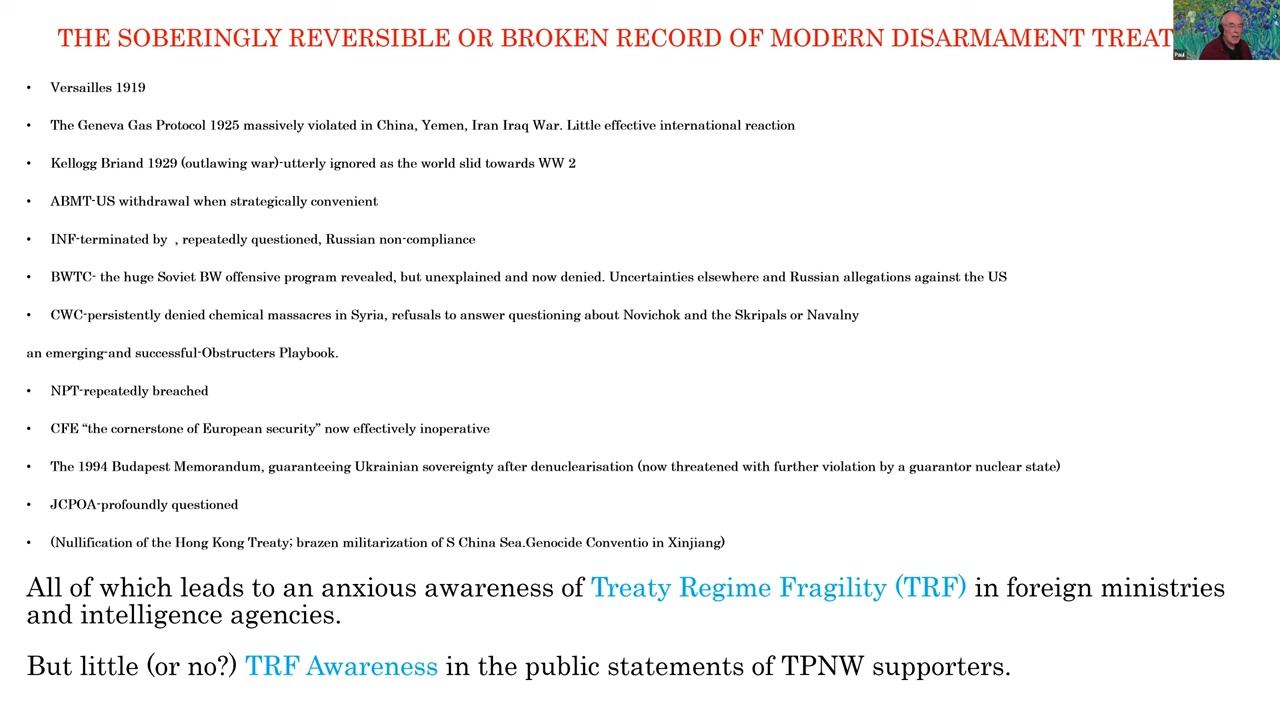 THE SOBERINGLY REVERSIBLE OR BROKEN RECORD OF MODERN DISARMAMENT TREAT
Paul
• Versailles 1919
• The Geneva Gas Protocol 1925 massively violated in China, Yemen, Iran Iraq War. Little effective international reaction
• Kellogg Briand 1929 (outlawing war)-utterly ignored as the world slid towards WW 2
• ABMT-US withdrawal when strategically convenient
• INF-terminated by , repeatedly questioned, Russian non-compliance
• BWTC- the huge Soviet BW offensive program revealed, but unexplained and now denied. Uncertainties elsewhere and Russian allegations against the US
• CWC-persistently denied chemical massacres in Syria, refusals to answer questioning about Novichok and the Skripals or Navalny
an emerging-and successful-Obstructers Playbook.
• NPT-repeatedly breached
• CFE “the cornerstone of European security” now effectively inoperative
• The 1994 Budapest Memorandum, guaranteeing Ukrainian sovereignty after denuclearisation (now threatened with further violation by a guarantor nuclear state)
• JCPOA-profoundly questioned
• (Nullification of the Hong Kong Treaty; brazen militarization of S China Sea.Genocide Conventio in Xinjiang)
All of which leads to an anxious awareness of Treaty Regime Fragility (TRF) in foreign ministries
and intelligence agencies.
But little (or no?) TRF Awareness in the public statements of TPNW supporters.